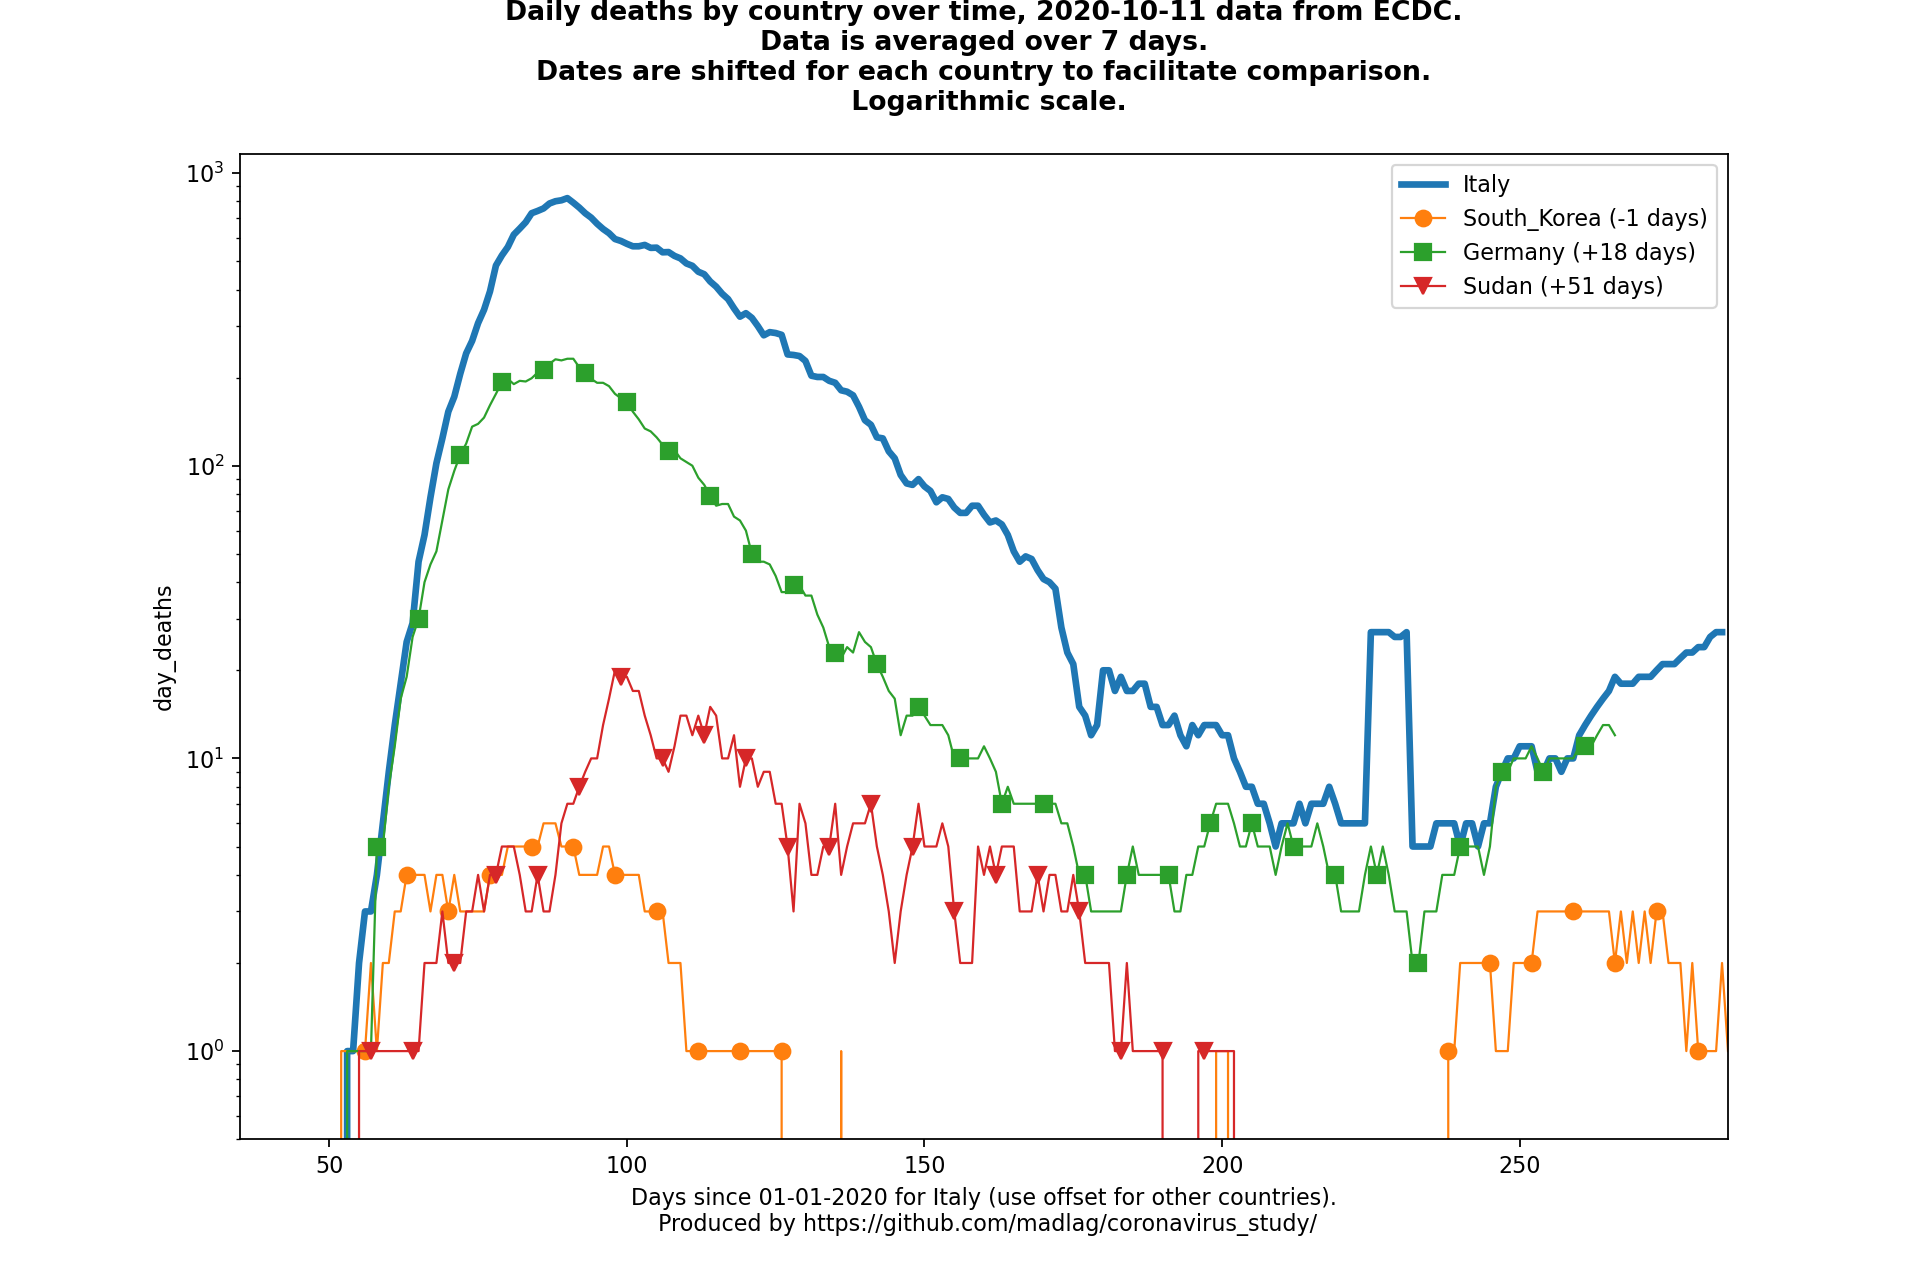 Daily deaths by country over time, 2020-10-11 data from ECDC.
Data is averaged over 7 days.
Dates are shifted for each country to facilitate comparison.
Logarithmic scale.
10³
10²
10¹
10⁰
day_deaths
Italy
South_Korea (-1 days)
Germany (+18 days)
Sudan (+51 days)
50 100 150 200 250
Days since 01-01-2020 for Italy (use offset for other countries).
Produced by https://github.com/madlag/coronavirus_study/